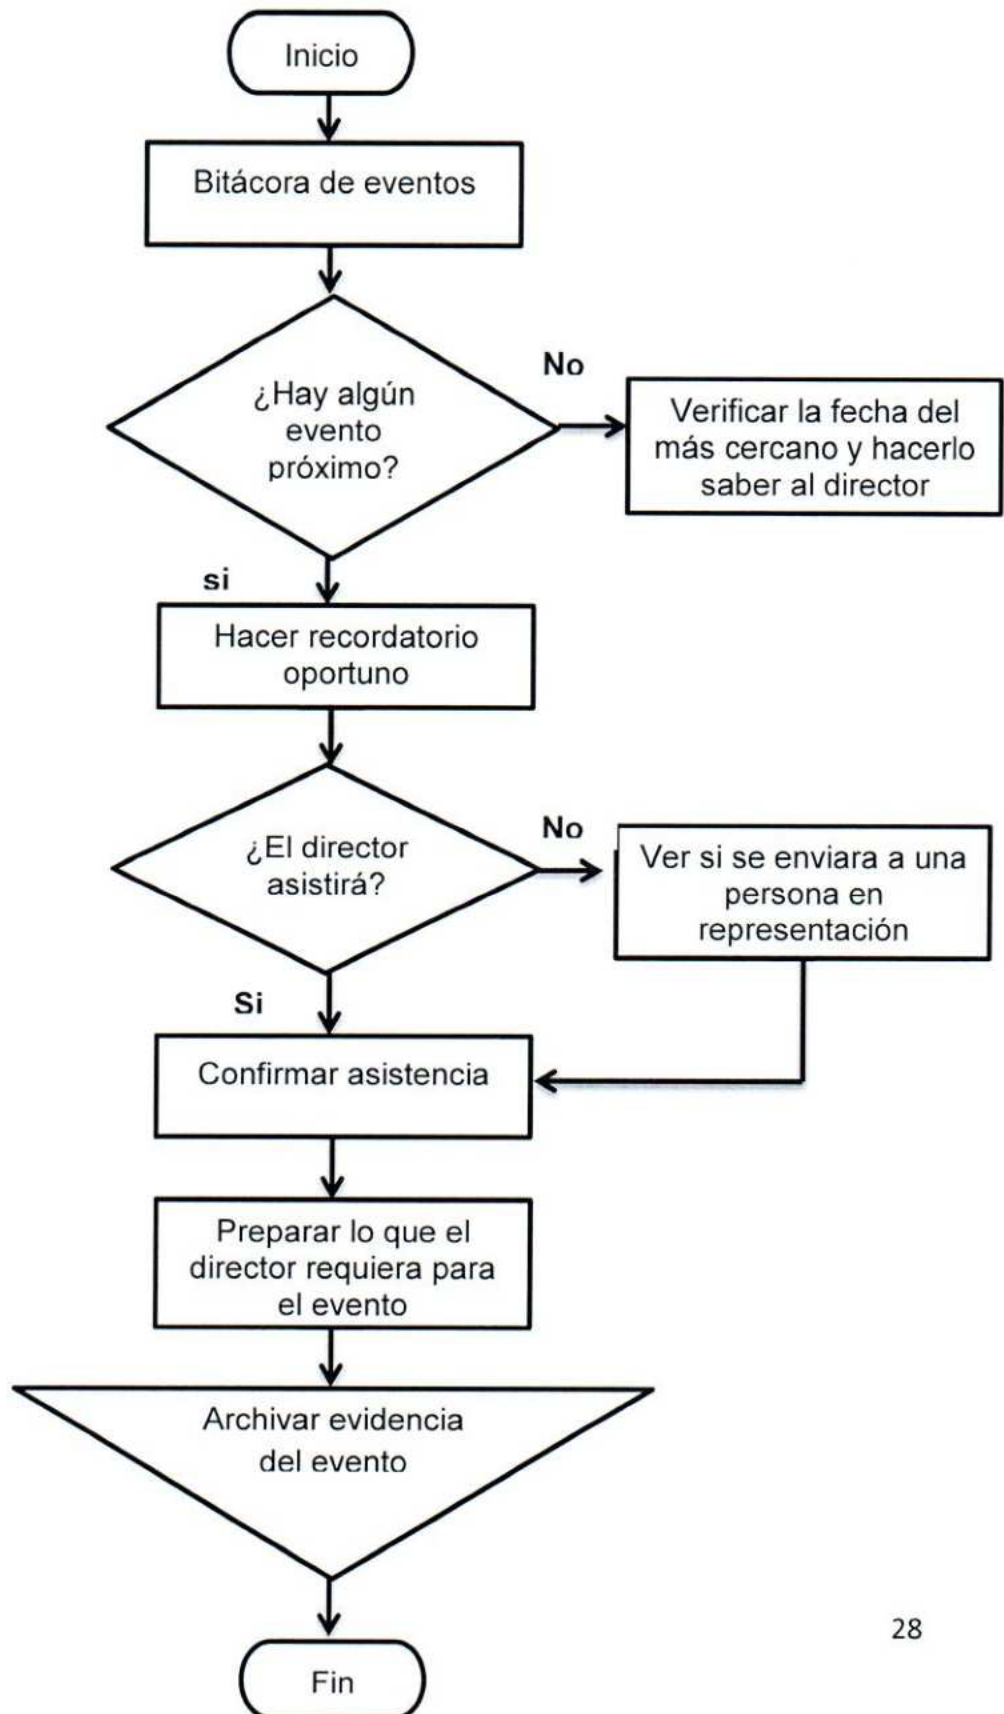 Inicio
Bitácora de eventos
¿Hay algún
evento
próximo?
No
Verificar la fecha del
más cercano y hacerlo
saber al director
si
Hacer recordatorio
oportuno
¿El director
asistirá?
No
Ver si se enviara a una
persona en
representación
Si
Confirmar asistencia
Preparar lo que el
director requiera para
el evento
Archivar evidencia
del evento
28
Fin